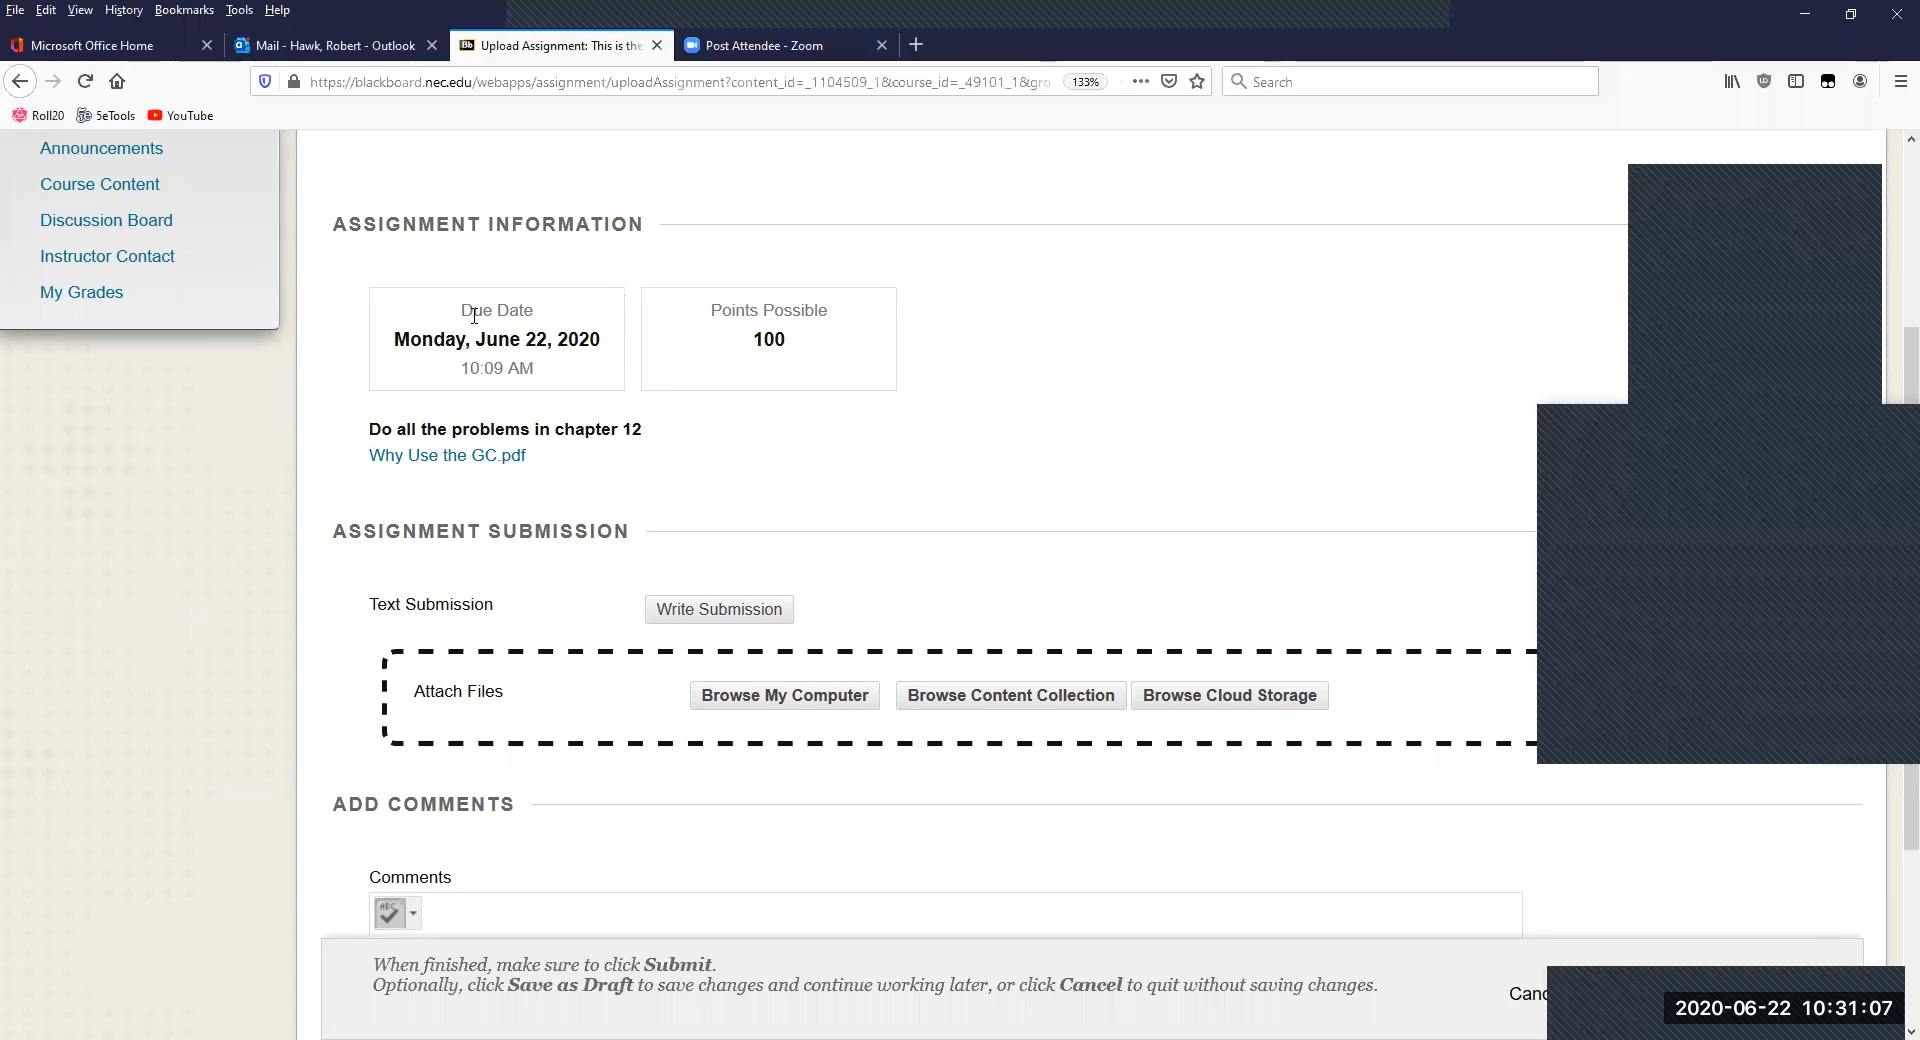 File Edit View History Bookmarks Tools Help
Microsoft Office Home
Mail - Hawk, Robert - Outlook
Bb Upload Assignment: This is the
Post Attendee - Zoom
https://blackboard.nec.edu/webapps/assignment/uploadAssignment?content_id=_1104509_1&course_id=_49101_1&gro
133%
Search
Roll20 5eTools YouTube
Announcements
Course Content
Discussion Board
Instructor Contact
My Grades
ASSIGNMENT INFORMATION
Due Date
Monday, June 22, 2020
10:09 AM
Points Possible
100
Do all the problems in chapter 12
Why Use the GC.pdf
ASSIGNMENT SUBMISSION
Text Submission
Write Submission
Attach Files
Browse My Computer
Browse Content Collection
Browse Cloud Storage
ADD COMMENTS
Comments
ABC
When finished, make sure to click Submit.
Optionally, click Save as Draft to save changes and continue working later, or click Cancel to quit without saving changes.
Canc
2020-06-22 10:31:07